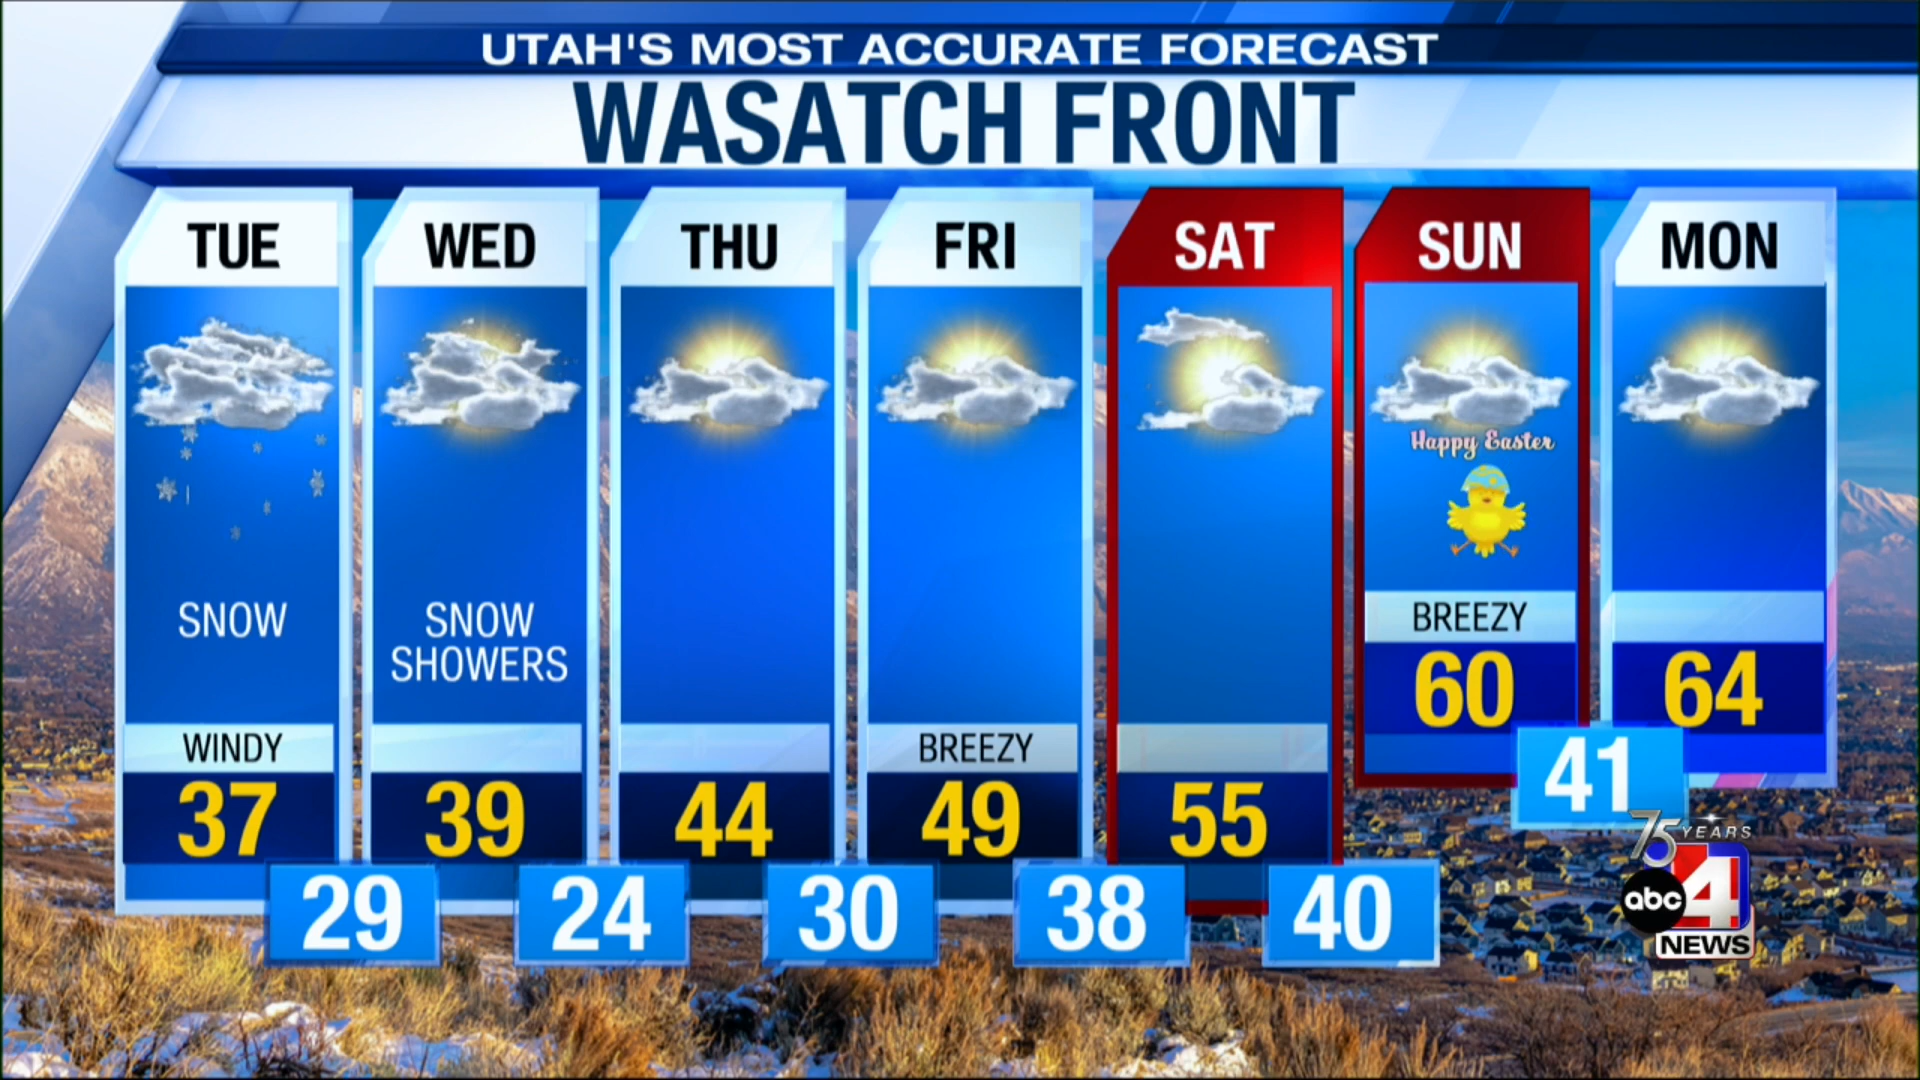 UTAH'S MOST ACCURATE FORECAST
WASATCH FRONT
TUE
SNOW
WINDY
37
29
WED
SNOW
SHOWERS
39
24
THU
44
30
FRI
BREEZY
49
38
SAT
55
40
SUN
Happy Easter
BREEZY
60
41
MON
64
75 YEARS
abc 4
NEWS